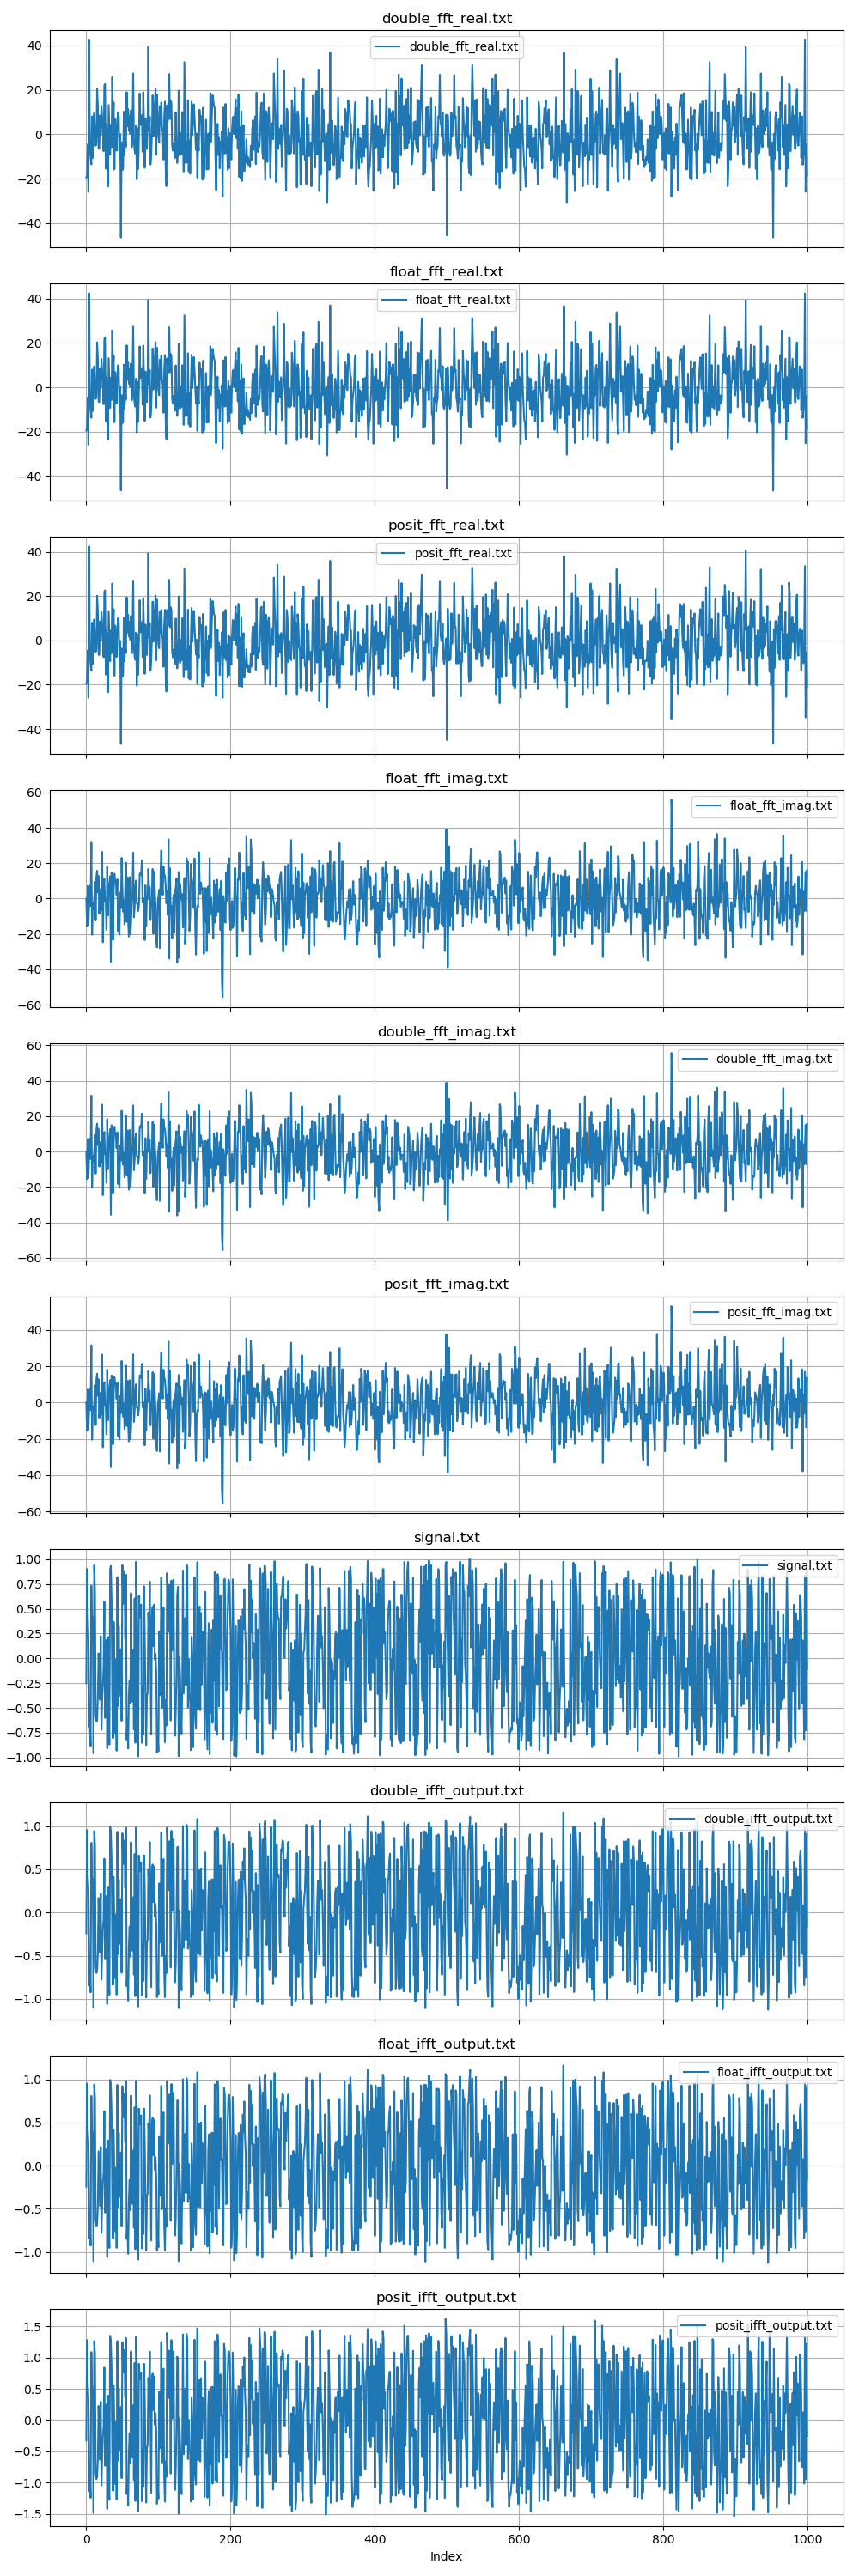 double_fft_real.txt
double_fft_real.txt
40
20
0
−20
−40
float_fft_real.txt
float_fft_real.txt
40
20
0
−20
−40
posit_fft_real.txt
posit_fft_real.txt
40
20
0
−20
−40
float_fft_imag.txt
float_fft_imag.txt
60
40
20
0
−20
−40
−60
double_fft_imag.txt
double_fft_imag.txt
60
40
20
0
−20
−40
−60
posit_fft_imag.txt
posit_fft_imag.txt
40
20
0
−20
−40
−60
signal.txt
signal.txt
1.00
0.75
0.50
0.25
0.00
−0.25
−0.50
−0.75
−1.00
double_ifft_output.txt
double_ifft_output.txt
1.0
0.5
0.0
−0.5
−1.0
float_ifft_output.txt
float_ifft_output.txt
1.0
0.5
0.0
−0.5
−1.0
posit_ifft_output.txt
posit_ifft_output.txt
1.5
1.0
0.5
0.0
−0.5
−1.0
−1.5
0 200 400 600 800 1000
Index